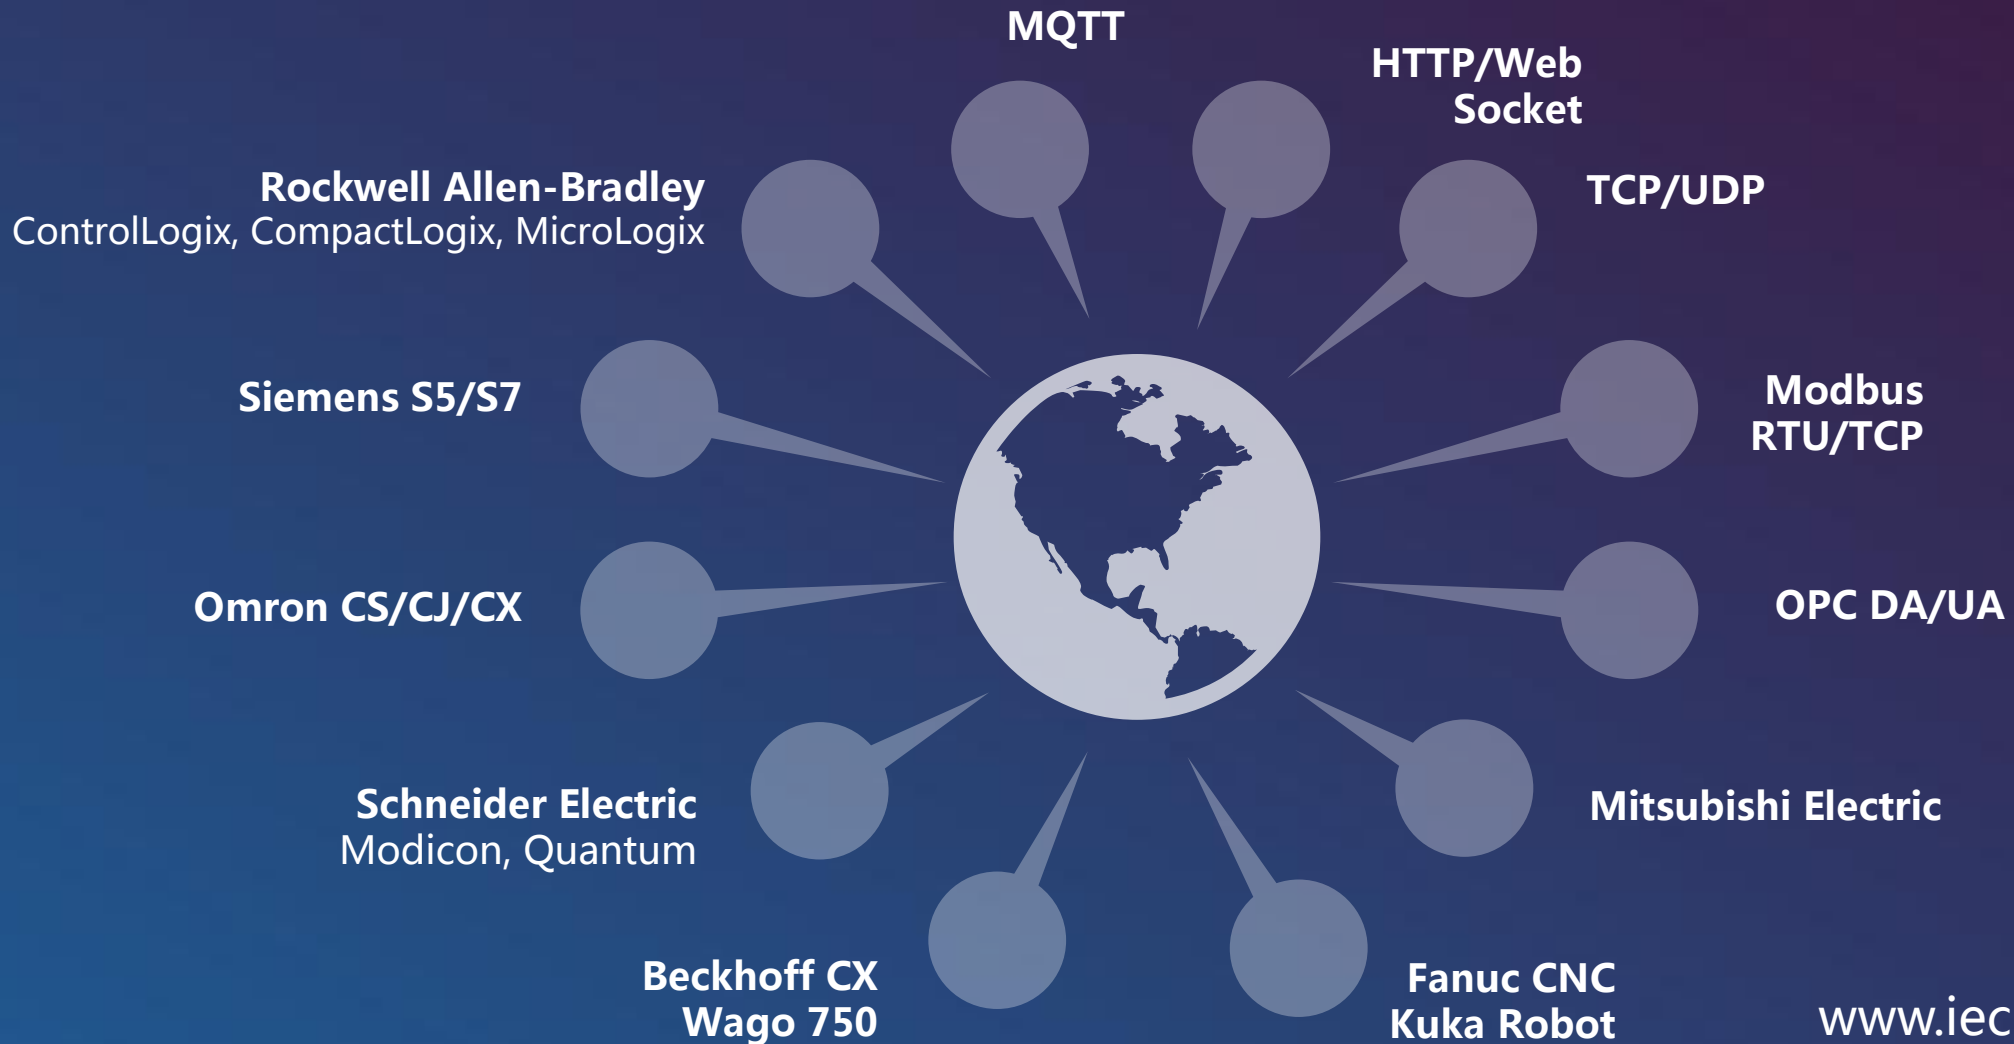 MQTT
HTTP/Web
Socket
Rockwell Allen-Bradley
ControlLogix, CompactLogix, MicroLogix
TCP/UDP
Siemens S5/S7
Modbus
RTU/TCP
Omron CS/CJ/CX
OPC DA/UA
Schneider Electric
Modicon, Quantum
Mitsubishi Electric
Beckhoff CX
Wago 750
Fanuc CNC
Kuka Robot
www.iec